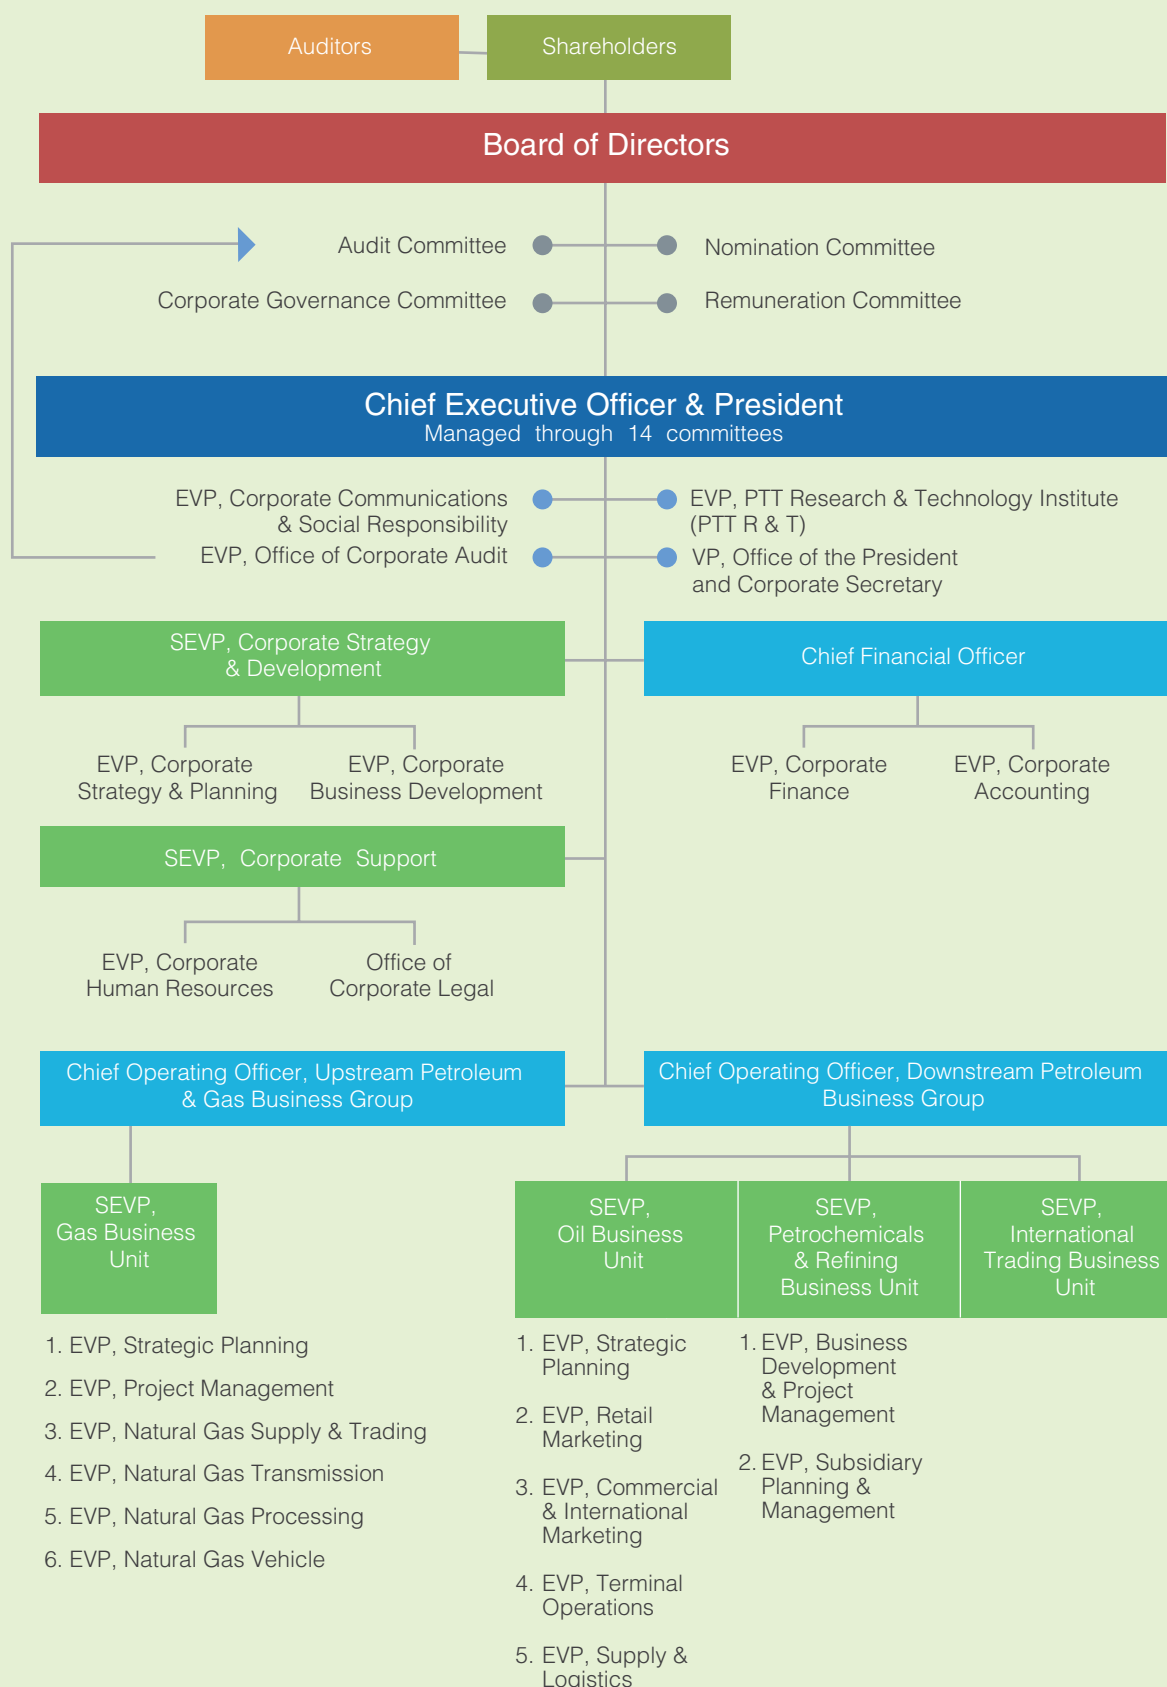 Auditors
Shareholders
Board of Directors
Audit Committee
Nomination Committee
Corporate Governance Committee
Remuneration Committee
Chief Executive Officer & President
Managed through 14 committees
EVP, Corporate Communications
& Social Responsibility
EVP, PTT Research & Technology Institute
(PTT R & T)
EVP, Office of Corporate Audit
VP, Office of the President
and Corporate Secretary
SEVP, Corporate Strategy
& Development
Chief Financial Officer
EVP, Corporate
Strategy & Planning
EVP, Corporate
Business Development
EVP, Corporate
Finance
EVP, Corporate
Accounting
SEVP, Corporate Support
EVP, Corporate
Human Resources
Office of
Corporate Legal
Chief Operating Officer, Upstream Petroleum
& Gas Business Group
Chief Operating Officer, Downstream Petroleum
Business Group
SEVP,
Gas Business
Unit
1. EVP, Strategic Planning
2. EVP, Project Management
3. EVP, Natural Gas Supply & Trading
4. EVP, Natural Gas Transmission
5. EVP, Natural Gas Processing
6. EVP, Natural Gas Vehicle
SEVP,
Oil Business
Unit
1. EVP, Strategic
Planning
2. EVP, Retail
Marketing
3. EVP, Commercial
& International
Marketing
4. EVP, Terminal
Operations
5. EVP, Supply &
Logistics
SEVP,
Petrochemicals
& Refining
Business Unit
1. EVP, Business
Development
& Project
Management
2. EVP, Subsidiary
Planning &
Management
SEVP,
International
Trading Business
Unit